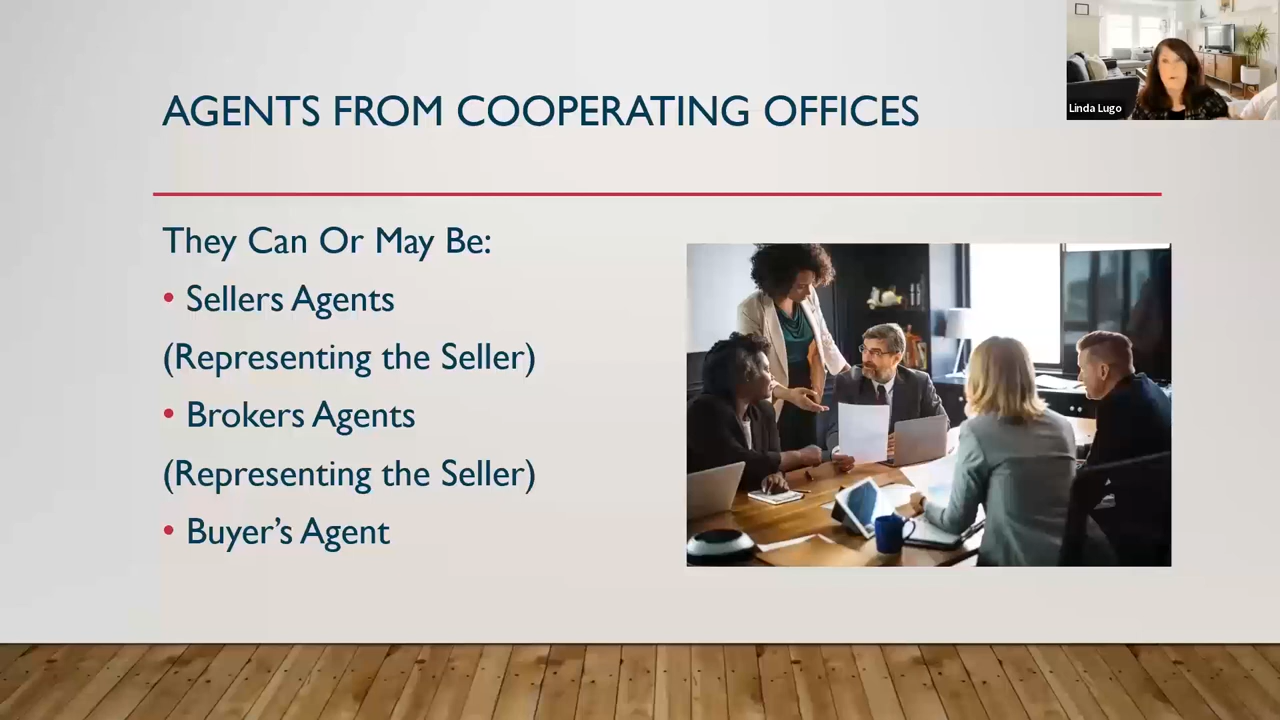 AGENTS FROM COOPERATING OFFICES
Linda Lugo
They Can Or May Be:
• Sellers Agents
(Representing the Seller)
• Brokers Agents
(Representing the Seller)
• Buyer’s Agent